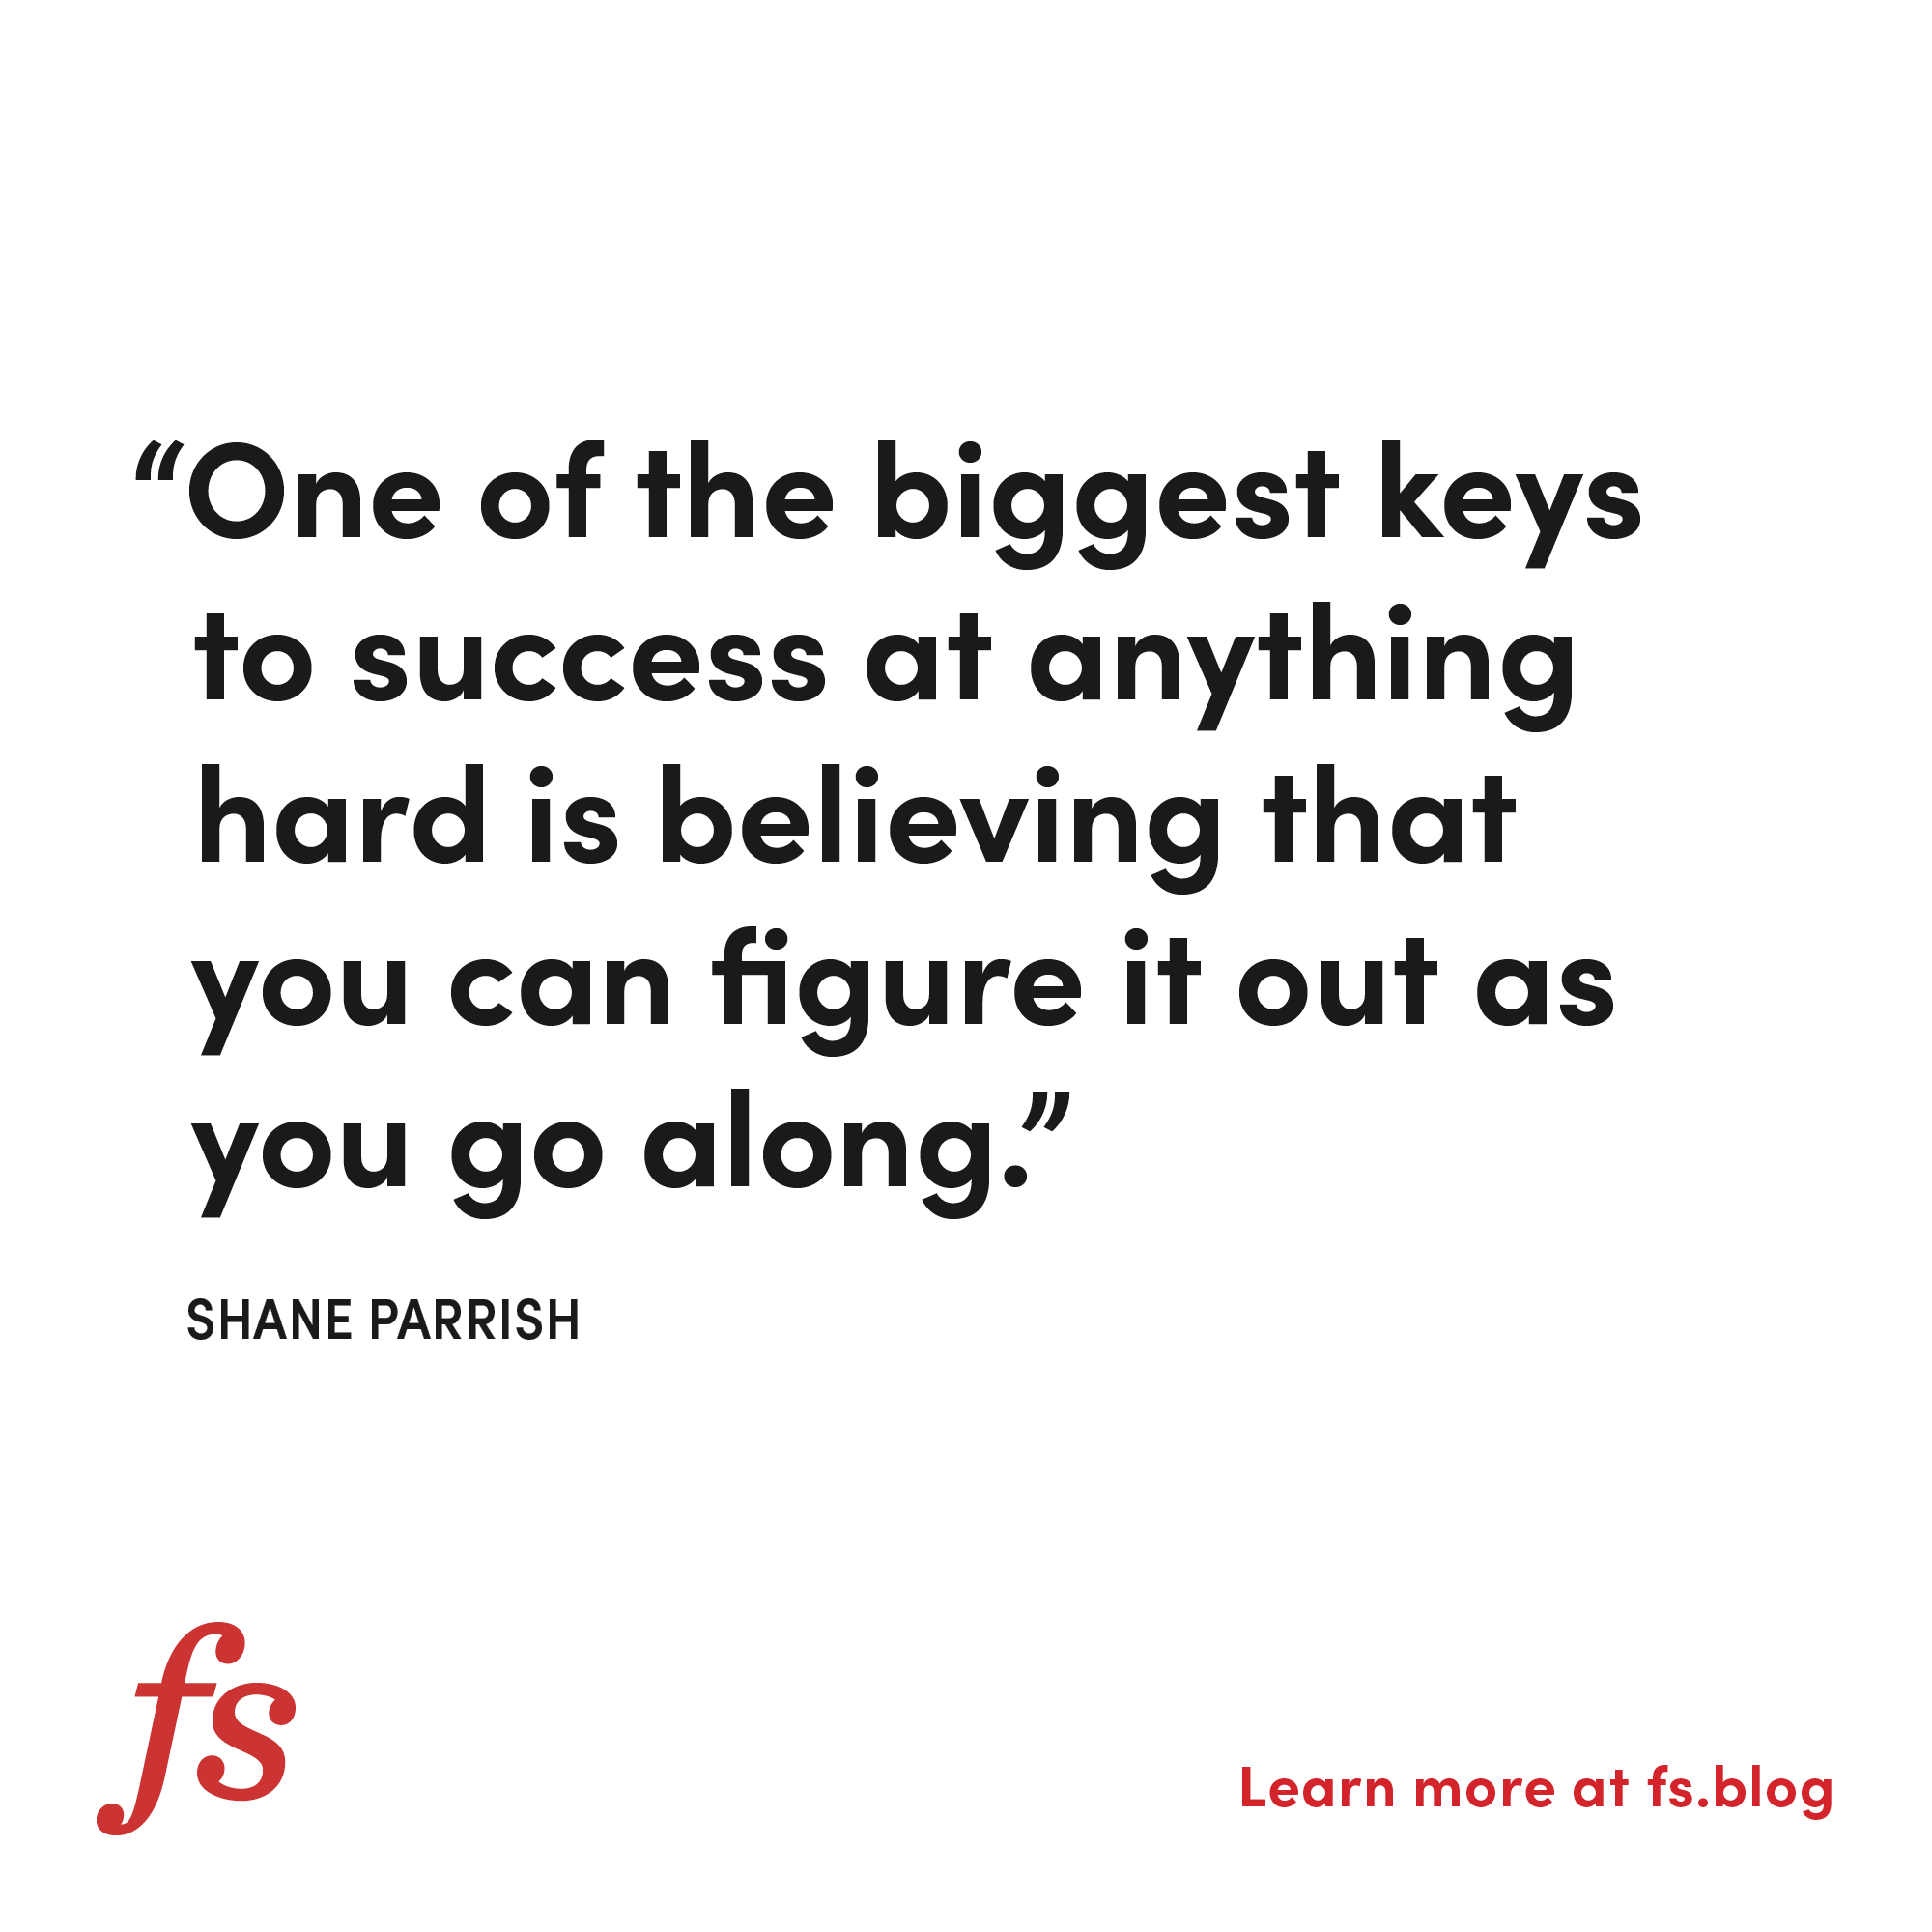 “One of the biggest keys
to success at anything
hard is believing that
you can figure it out as
you go along.”
SHANE PARRISH
fs
Learn more at fs.blog